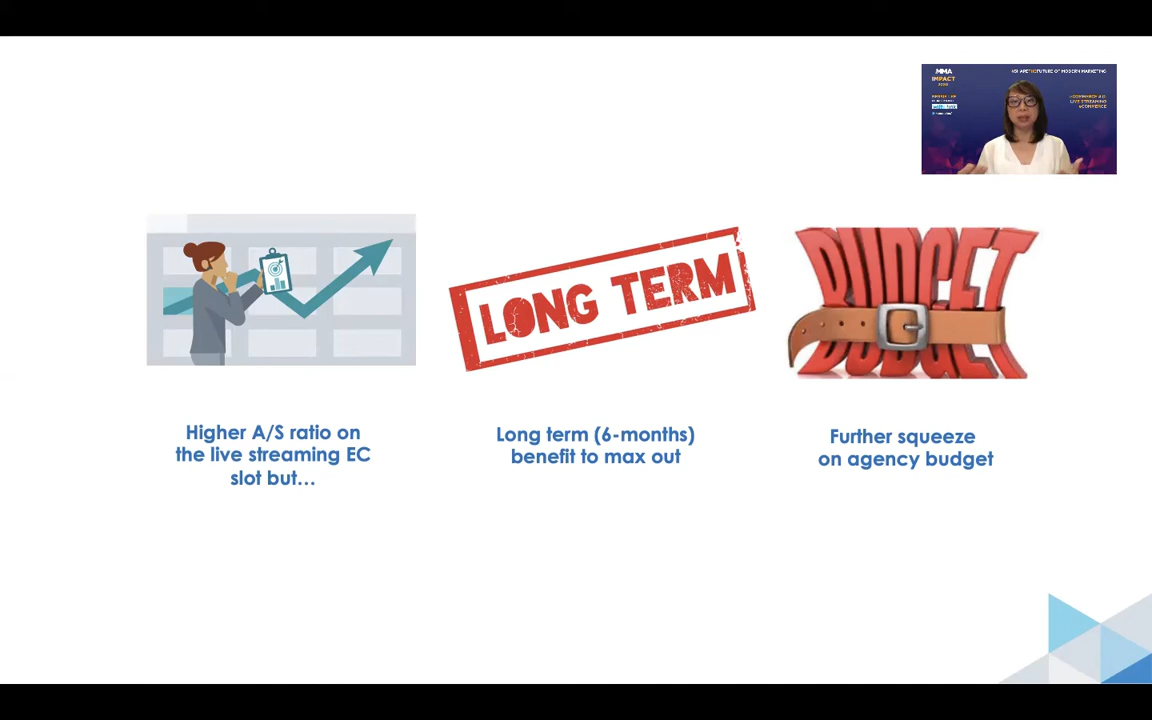 MMA
IMPACT
LIVE STREAMING
BUDGET
LONG TERM
Higher A/S ratio on
the live streaming EC
slot but...
Long term (6-months)
benefit to max out
Further squeeze
on agency budget